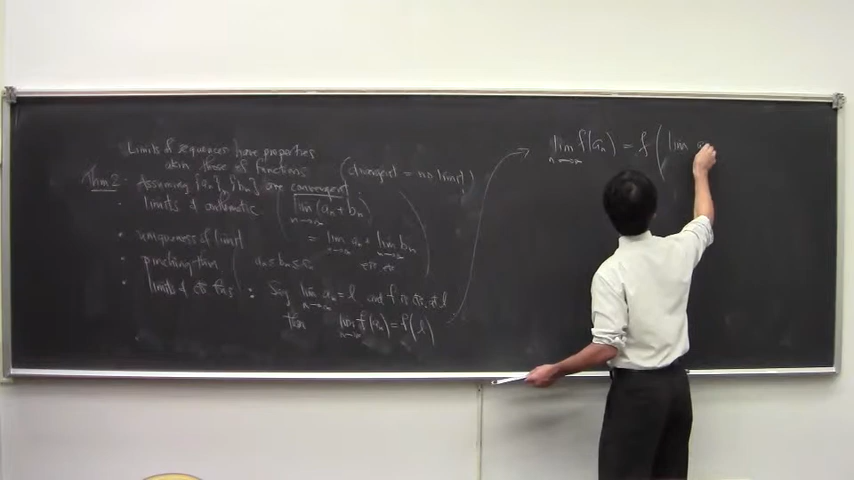 Limits of sequences have properties
akin those of functions
Thm 2: Assuming {an} {bn} are convergent (divergent = no limit)
· limits & arithmetic ( lim n→∞ (an + bn)
= lim n→∞ an + lim n→∞ bn
etc. etc )
· uniqueness of limit
· pinching thm ( an ≤ bn ≤ cn
· limits & cts fns : Say lim n→∞ an = l and f is cts. at l
then lim n→∞ f(an) = f(l)
lim n→∞ f(an) = f( lim a